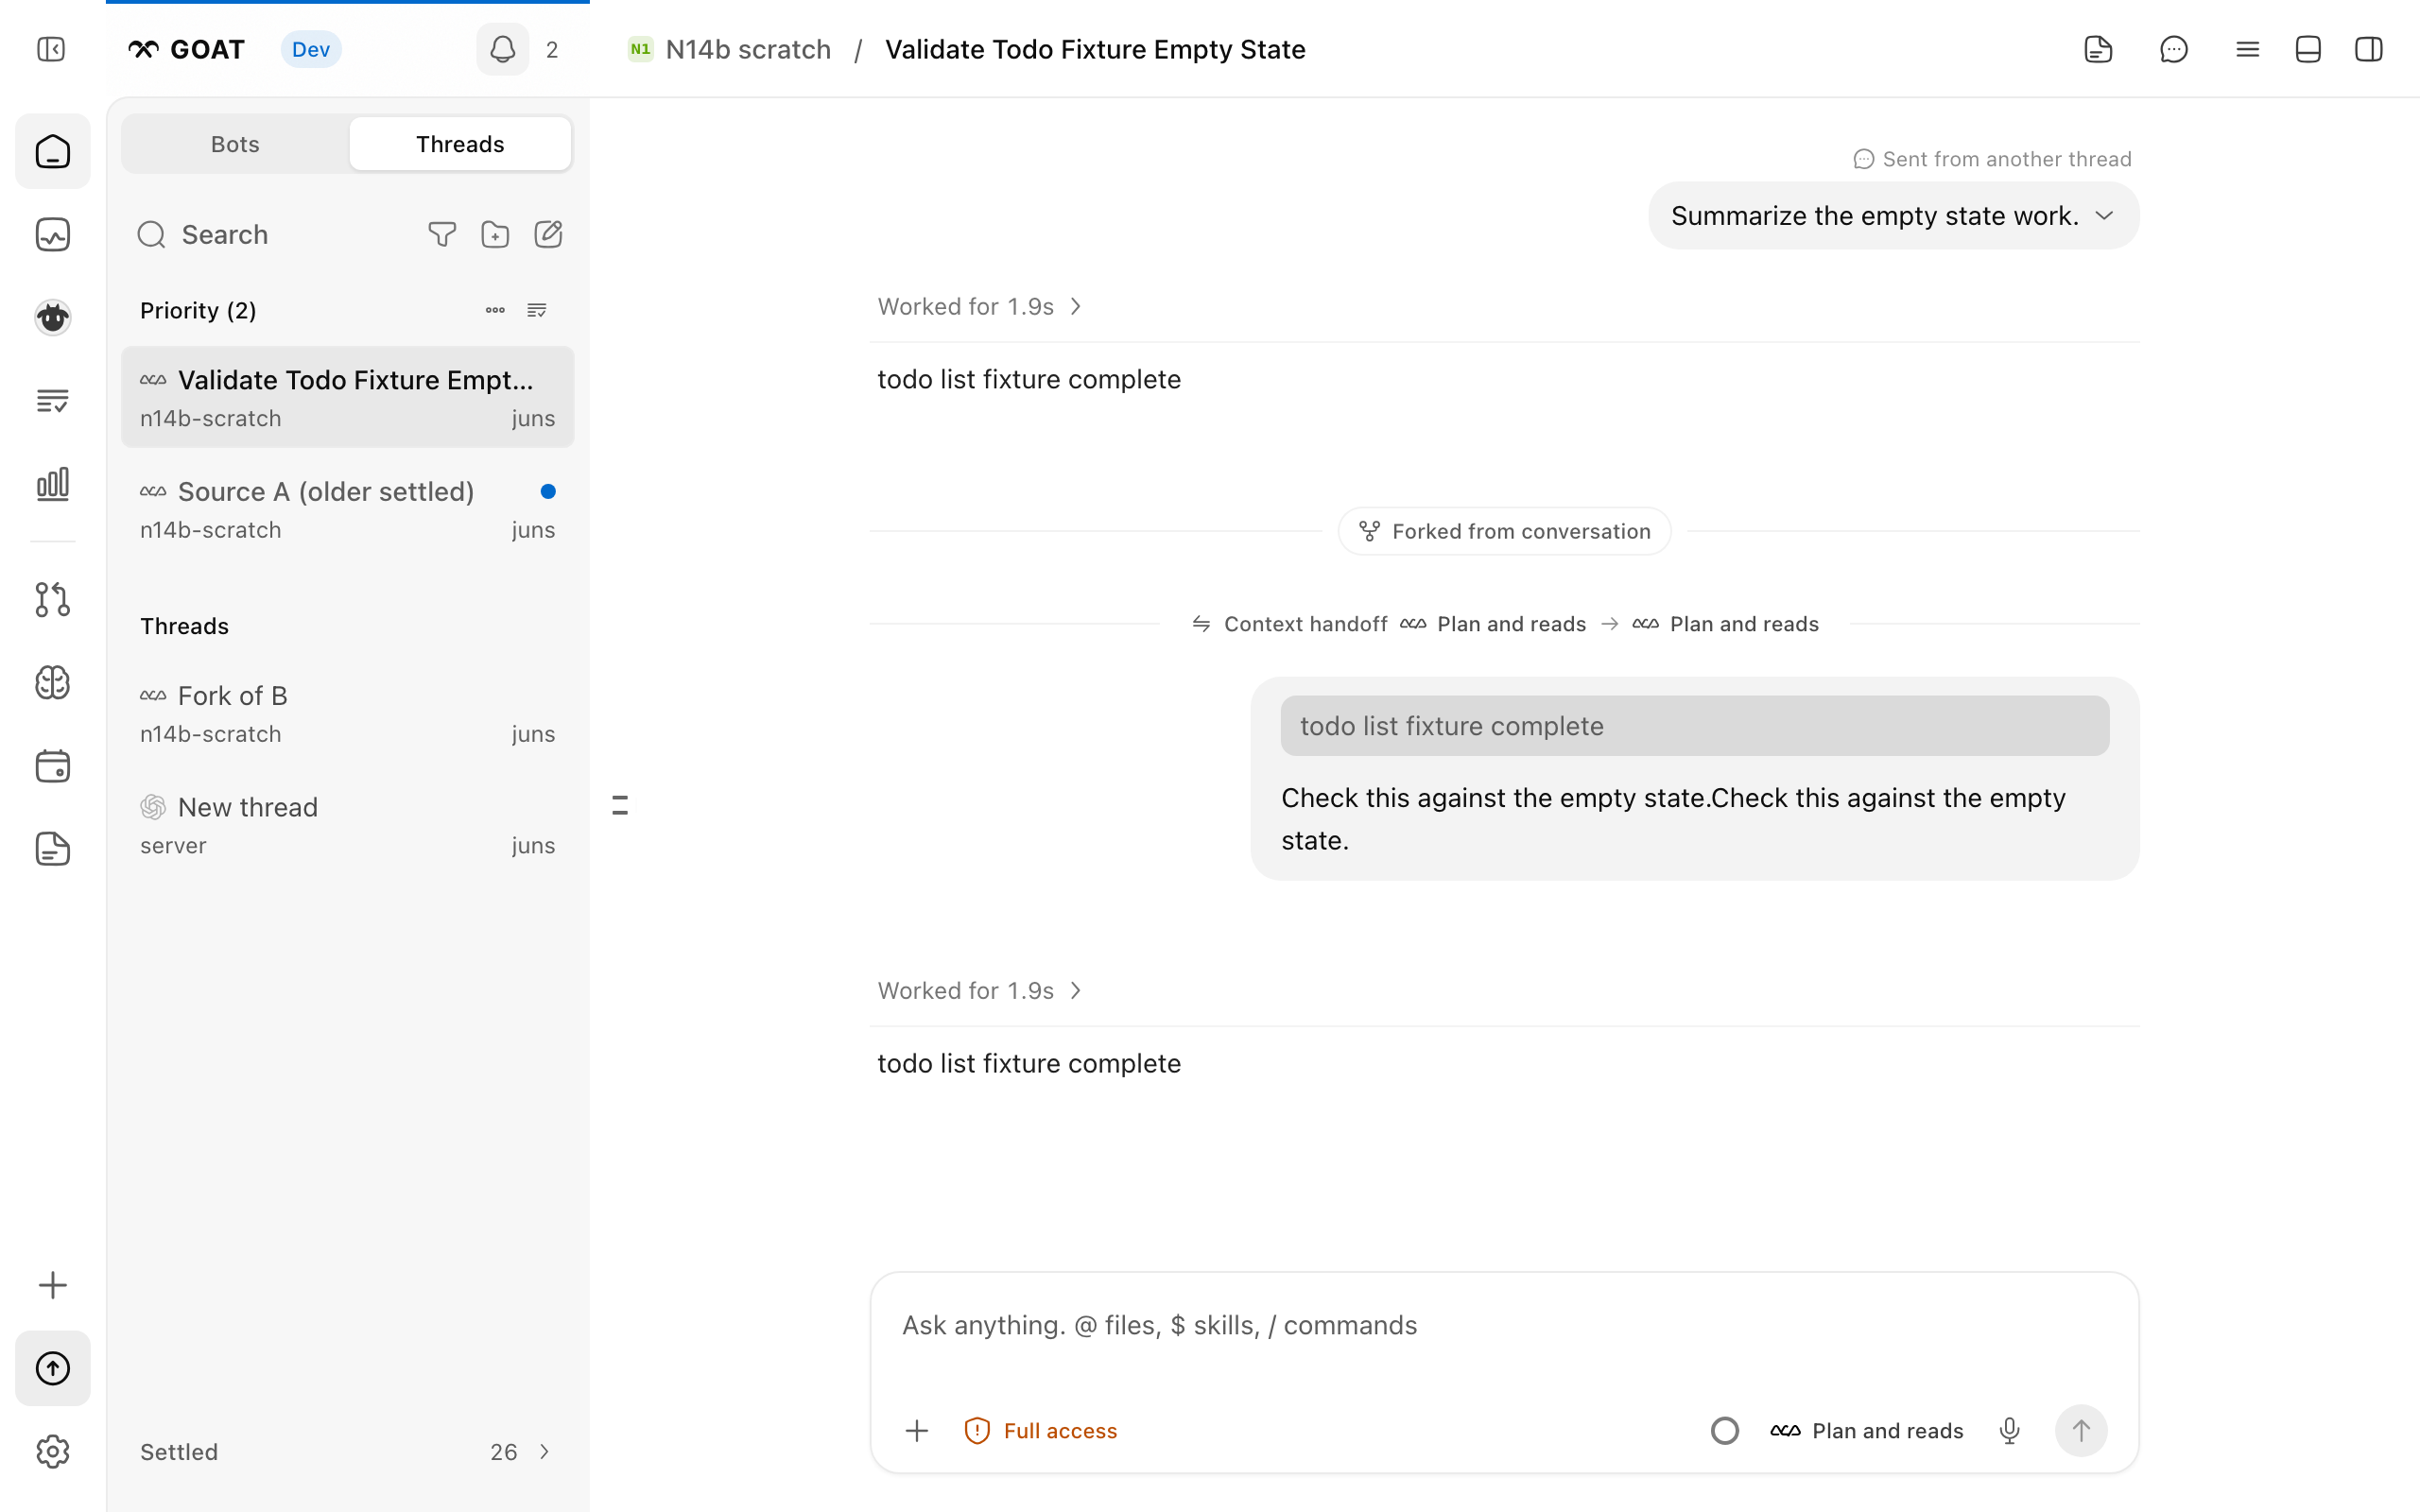 GOAT
Dev
2
N1 N14b scratch / Validate Todo Fixture Empty State
Bots
Threads
Search
Priority (2)
Validate Todo Fixture Empt...
n14b-scratch
juns
Source A (older settled)
n14b-scratch
juns
Threads
Fork of B
n14b-scratch
juns
New thread
server
juns
Settled
26
Sent from another thread
Summarize the empty state work.
Worked for 1.9s
todo list fixture complete
Forked from conversation
Context handoff Plan and reads → Plan and reads
todo list fixture complete
Check this against the empty state.Check this against the empty
state.
Worked for 1.9s
todo list fixture complete
Ask anything. @ files, $ skills, / commands
Full access
Plan and reads